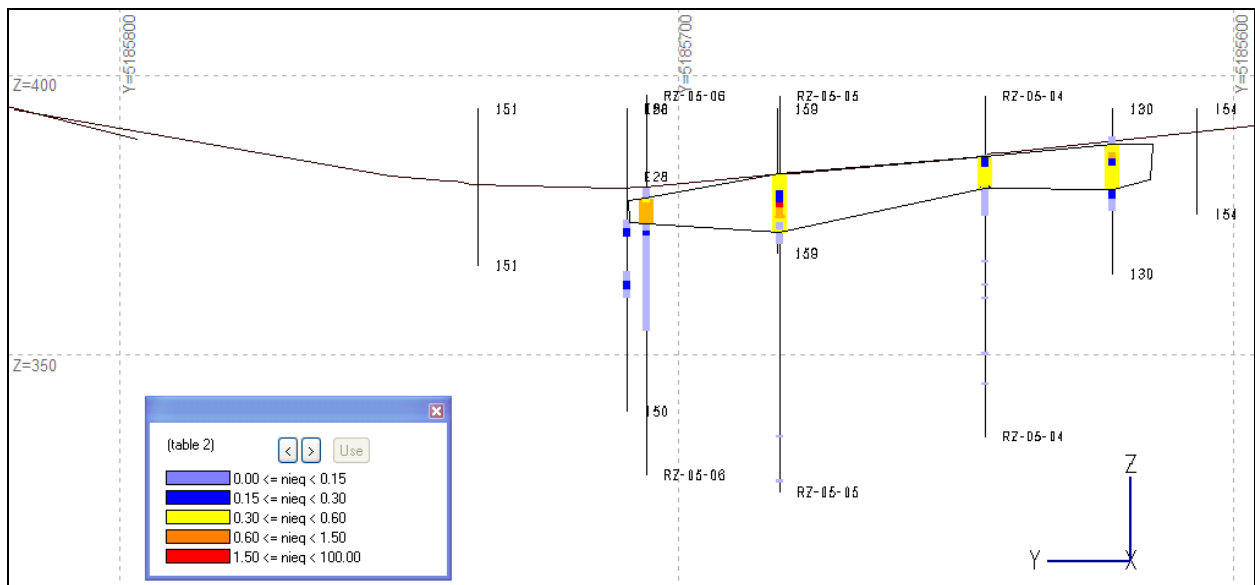 Y=5185800
Y=5185700
Y=5185600
Z=400
151
RZ-05-06
159
RZ-05-05
RZ-05-04
130
154
E28
151
159
154
130
Z=350
150
RZ-05-04
RZ-05-06
RZ-05-05
(table 2)
< > Use
0.00 <= nieq < 0.15
0.15 <= nieq < 0.30
0.30 <= nieq < 0.60
0.60 <= nieq < 1.50
1.50 <= nieq < 100.00
Z
Y
X